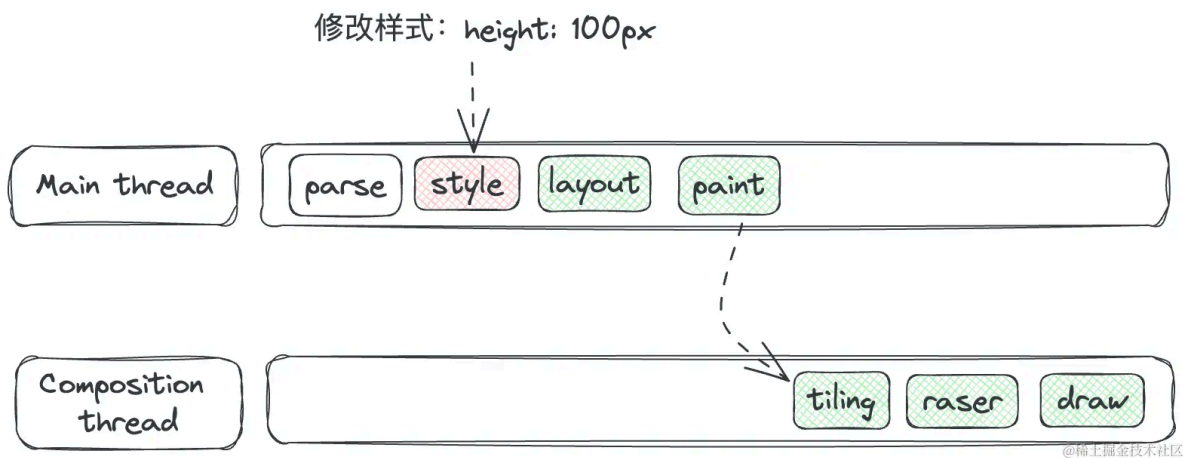 修改样式：height: 100px
Main thread
parse
style
layout
paint
Composition
thread
tiling
raser
draw
@稀土掘金技术社区